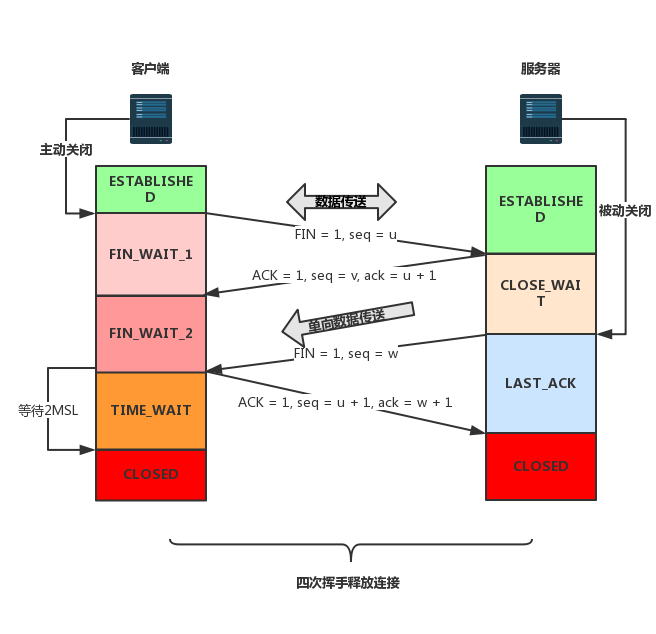 客户端
服务器
主动关闭
被动关闭
ESTABLISHE
D
ESTABLISHE
D
数据传送
FIN = 1, seq = u
FIN_WAIT_1
ACK = 1, seq = v, ack = u + 1
CLOSE_WAI
T
单向数据传送
FIN_WAIT_2
FIN = 1, seq = w
LAST_ACK
ACK = 1, seq = u + 1, ack = w + 1
等待2MSL
TIME_WAIT
CLOSED
CLOSED
四次挥手释放连接